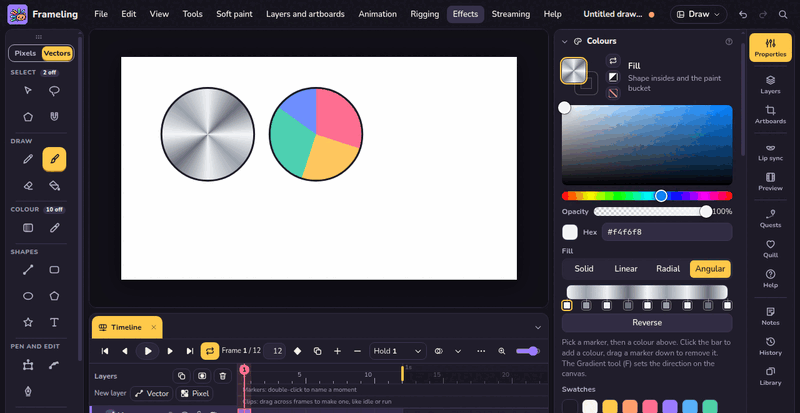 Frameling
File Edit View Tools Soft paint Layers and artboards Animation Rigging Effects Streaming Help
Untitled draw...
Draw
Pixels Vectors
SELECT 2 off
DRAW
COLOUR 10 off
SHAPES
PEN AND EDIT
Timeline
Frame 1 / 12 12 Hold 1
Layers
New layer Vector Pixel
1 5 10 15 20
1s
Markers: double-click to name a moment
Clips: drag across frames to make one, like idle or run
Colours
Fill
Shape insides and the paint
bucket
Opacity 100%
Hex #f4f6f8
Fill
Solid Linear Radial Angular
Reverse
Pick a marker, then a colour above. Click the bar
to add a colour, drag a marker down to remove it.
The Gradient tool (F) sets the direction on the
canvas.
Swatches
Properties
Layers
Artboards
Lip sync
Preview
Quests
Quill
Help
Notes
History
Library